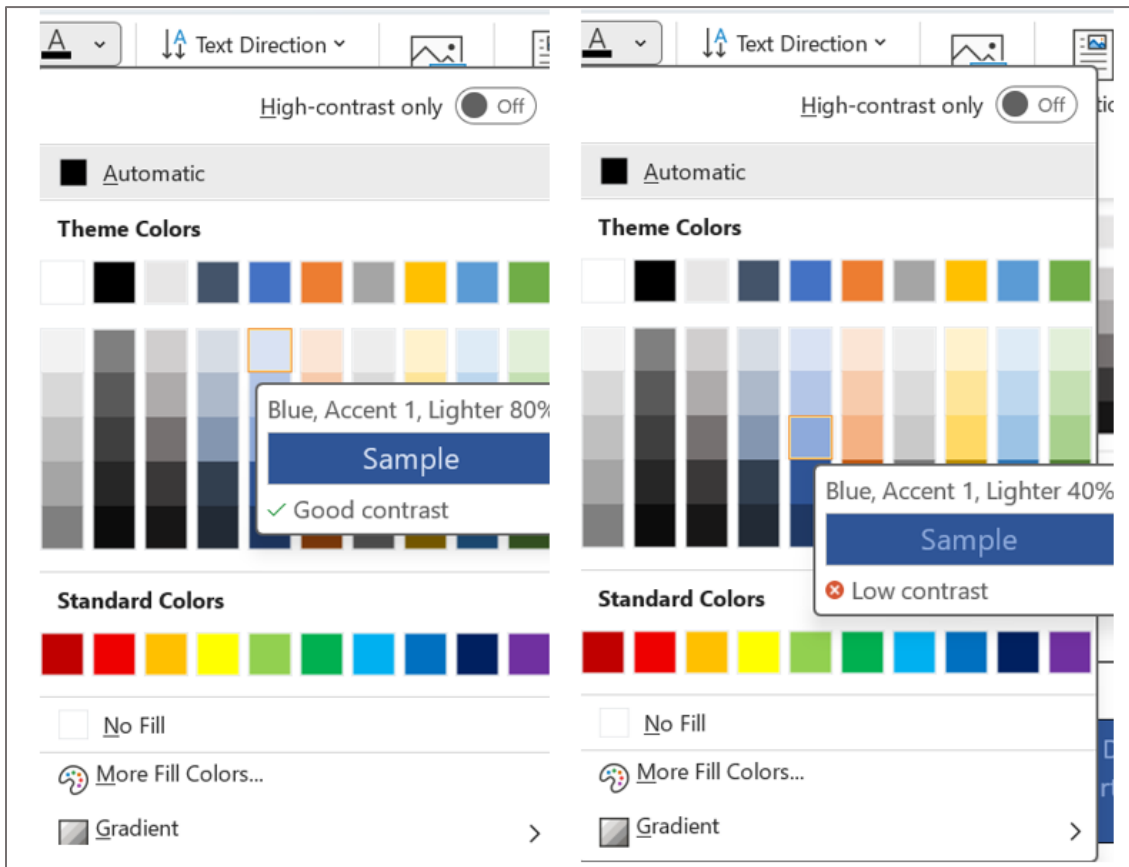 A Text Direction
High-contrast only Off
Automatic
Theme Colors
Blue, Accent 1, Lighter 80%
Sample
Good contrast
Standard Colors
No Fill
More Fill Colors...
Gradient
A Text Direction
High-contrast only Off
Automatic
Theme Colors
Blue, Accent 1, Lighter 40%
Sample
Low contrast
Standard Colors
No Fill
More Fill Colors...
Gradient